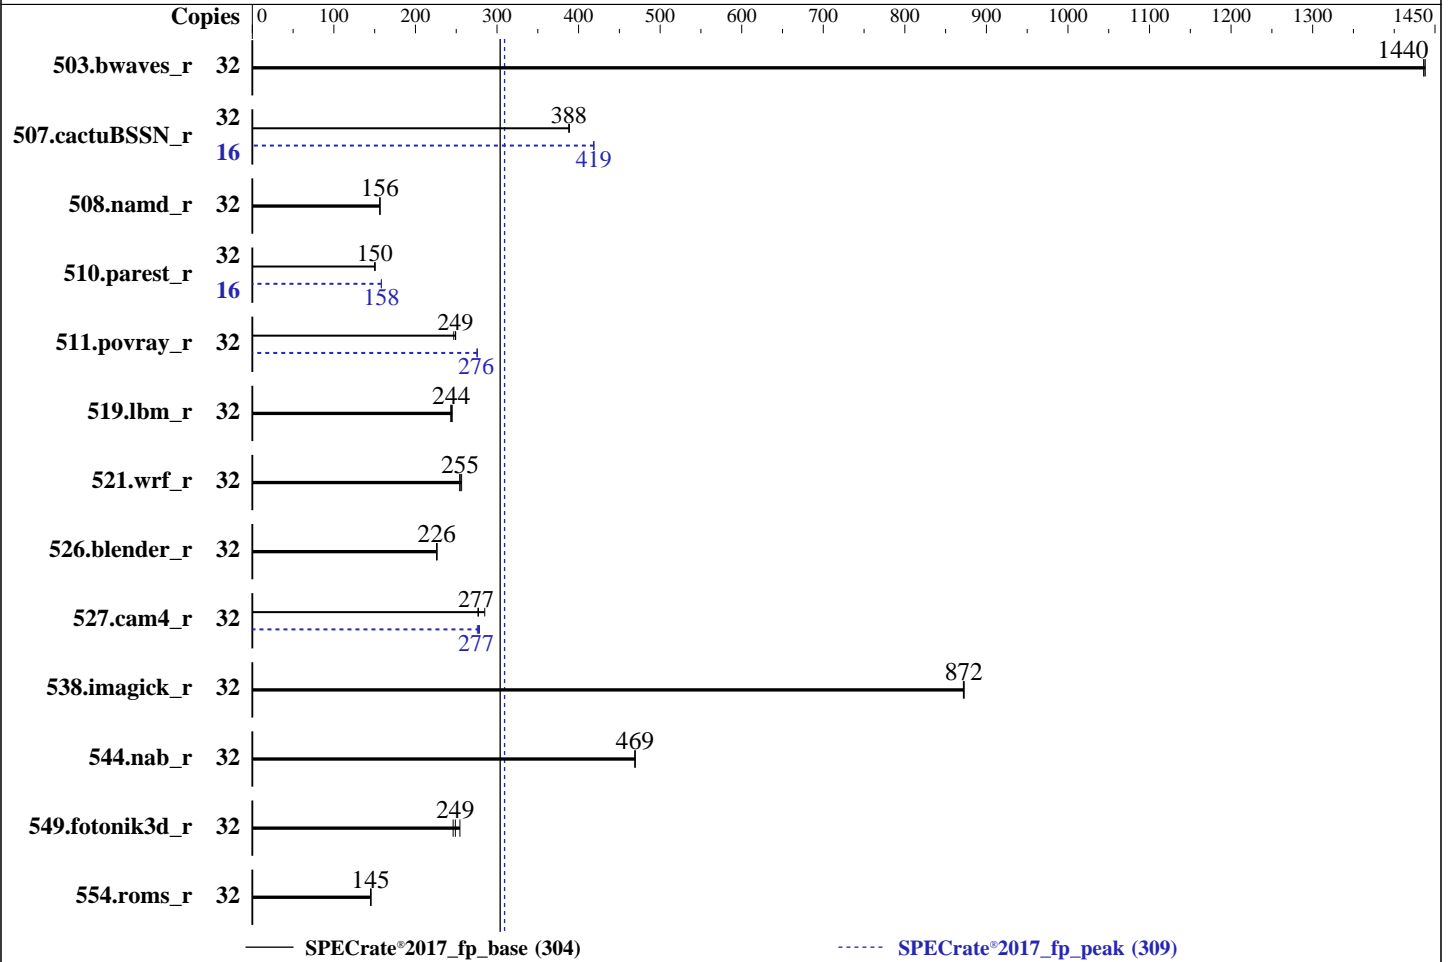 Copies 0 100 200 300 400 500 600 700 800 900 1000 1100 1200 1300 1450
503.bwaves_r 32 1440
507.cactuBSSN_r 32 388
16 419
508.namd_r 32 156
510.parest_r 32 150
16 158
511.povray_r 32 249
276
519.lbm_r 32 244
521.wrf_r 32 255
526.blender_r 32 226
527.cam4_r 32 277
277
538.imagick_r 32 872
544.nab_r 32 469
549.fotonik3d_r 32 249
554.roms_r 32 145
SPECrate®2017_fp_base (304) SPECrate®2017_fp_peak (309)